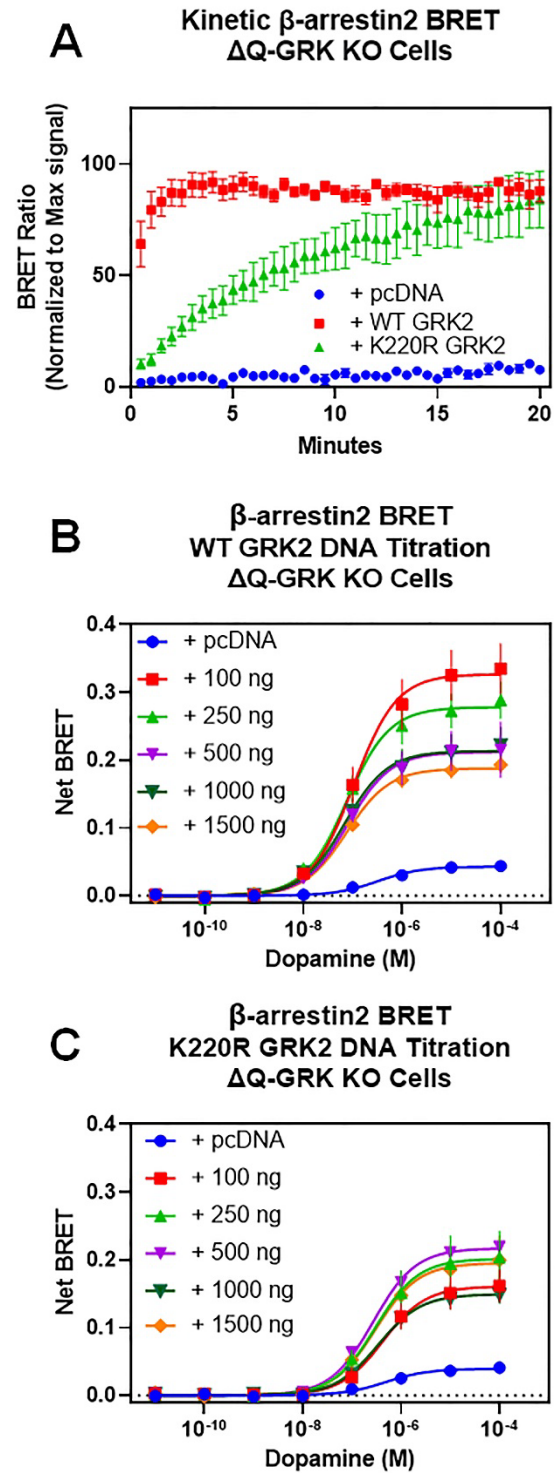 A
Kinetic β-arrestin2 BRET
ΔQ-GRK KO Cells
BRET Ratio
(Normalized to Max signal)
100
50
0
+ pcDNA
+ WT GRK2
+ K220R GRK2
0 5 10 15 20
Minutes
B
β-arrestin2 BRET
WT GRK2 DNA Titration
ΔQ-GRK KO Cells
Net BRET
0.4
0.3
0.2
0.1
0.0
+ pcDNA
+ 100 ng
+ 250 ng
+ 500 ng
+ 1000 ng
+ 1500 ng
10⁻¹⁰ 10⁻⁸ 10⁻⁶ 10⁻⁴
Dopamine (M)
C
β-arrestin2 BRET
K220R GRK2 DNA Titration
ΔQ-GRK KO Cells
Net BRET
0.4
0.3
0.2
0.1
0.0
+ pcDNA
+ 100 ng
+ 250 ng
+ 500 ng
+ 1000 ng
+ 1500 ng
10⁻¹⁰ 10⁻⁸ 10⁻⁶ 10⁻⁴
Dopamine (M)